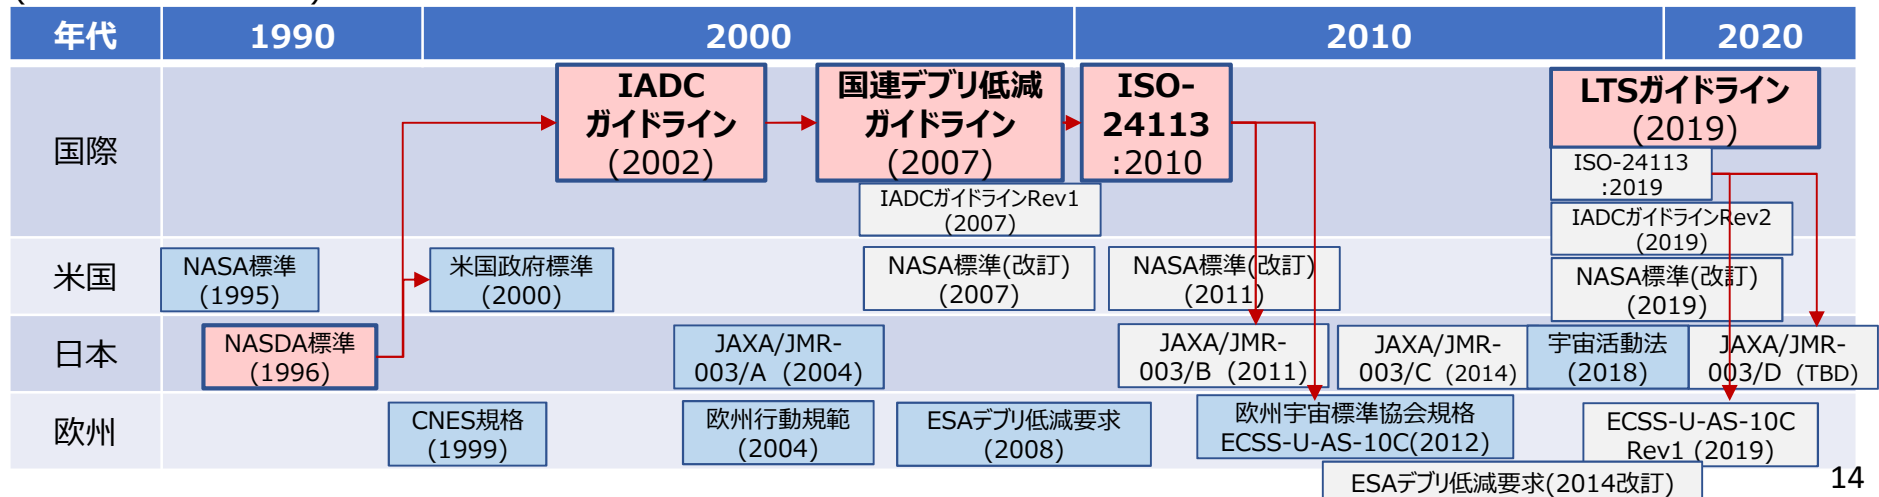 年代
1990
2000
2010
2020
国際
IADC
ガイドライン
(2002)
国連デブリ低減
ガイドライン
(2007)
ISO-
24113
:2010
LTSガイドライン
(2019)
IADCガイドラインRev1
(2007)
ISO-24113
:2019
IADCガイドラインRev2
(2019)
米国
NASA標準
(1995)
米国政府標準
(2000)
NASA標準(改訂)
(2007)
NASA標準(改訂)
(2011)
NASA標準(改訂)
(2019)
日本
NASDA標準
(1996)
JAXA/JMR-
003/A (2004)
JAXA/JMR-
003/B (2011)
JAXA/JMR-
003/C (2014)
宇宙活動法
(2018)
JAXA/JMR-
003/D (TBD)
欧州
CNES規格
(1999)
欧州行動規範
(2004)
ESAデブリ低減要求
(2008)
欧州宇宙標準協会規格
ECSS-U-AS-10C(2012)
ECSS-U-AS-10C
Rev1 (2019)
ESAデブリ低減要求(2014改訂)
14